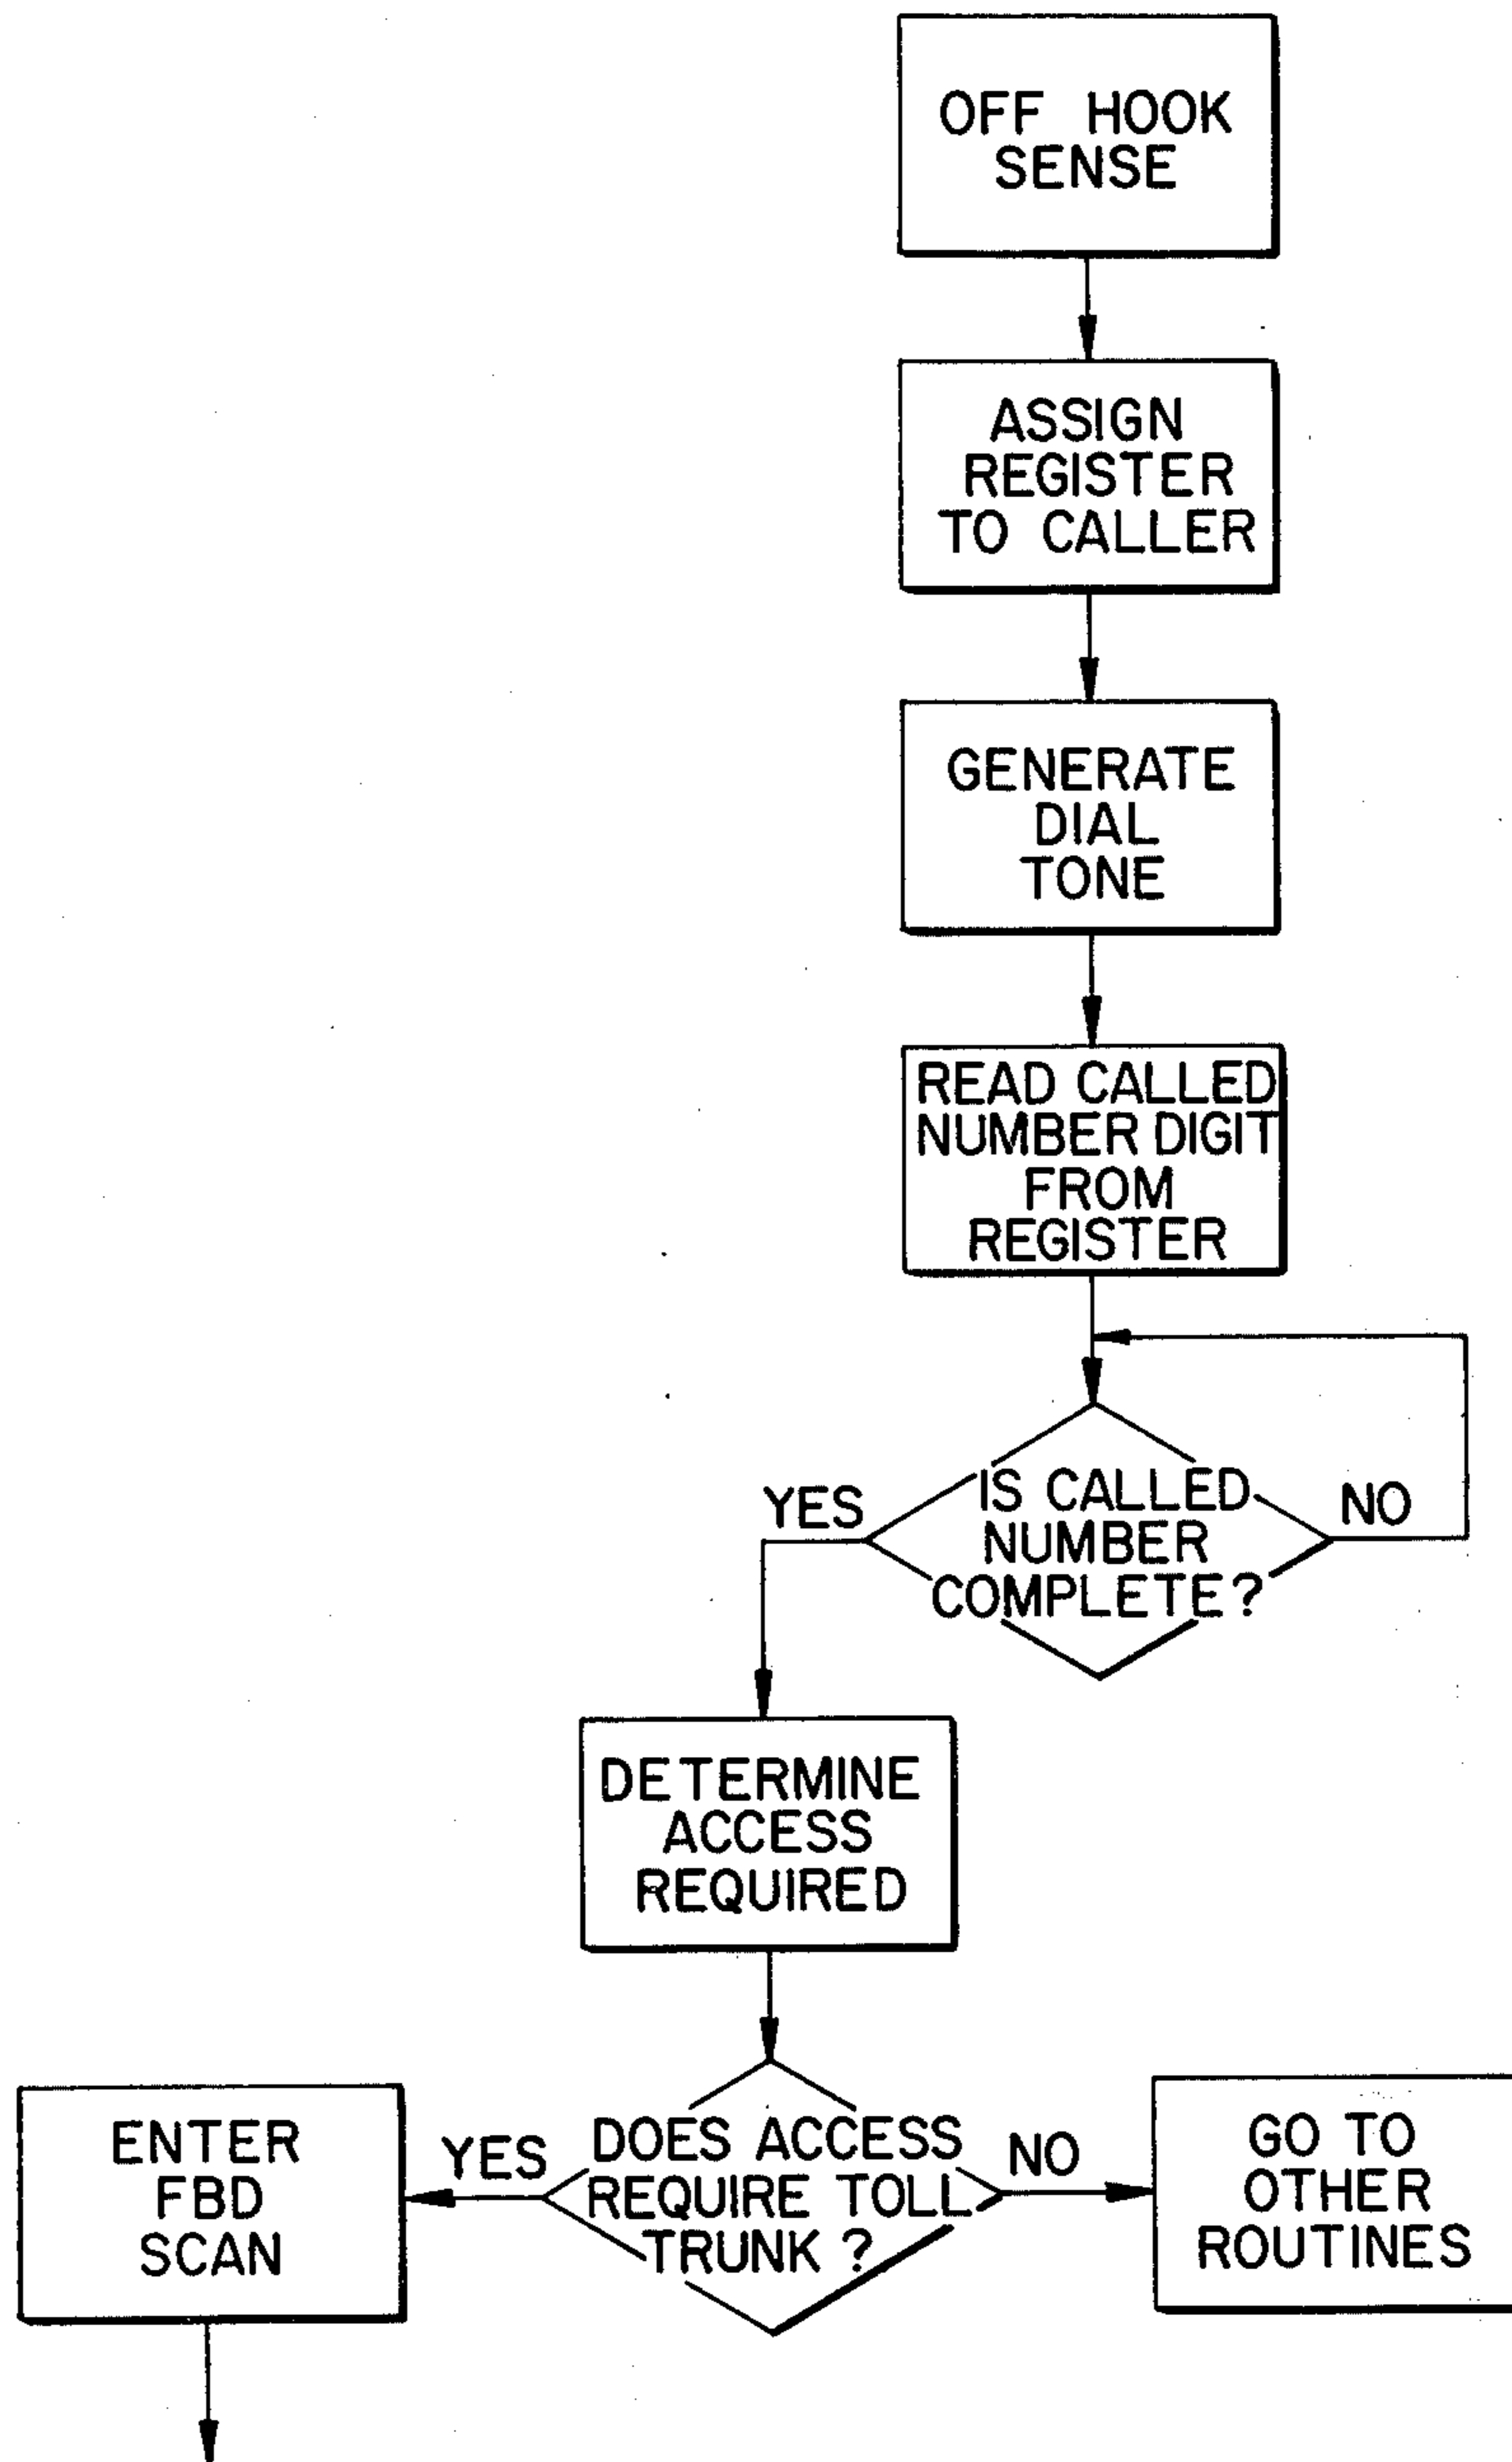 OFF HOOK
SENSE
ASSIGN
REGISTER
TO CALLER
GENERATE
DIAL
TONE
READ CALLED
NUMBER DIGIT
FROM
REGISTER
YES
IS CALLED
NUMBER
COMPLETE?
NO
DETERMINE
ACCESS
REQUIRED
ENTER
FBD
SCAN
YES
DOES ACCESS
REQUIRE TOLL
TRUNK ?
NO
GO TO
OTHER
ROUTINES